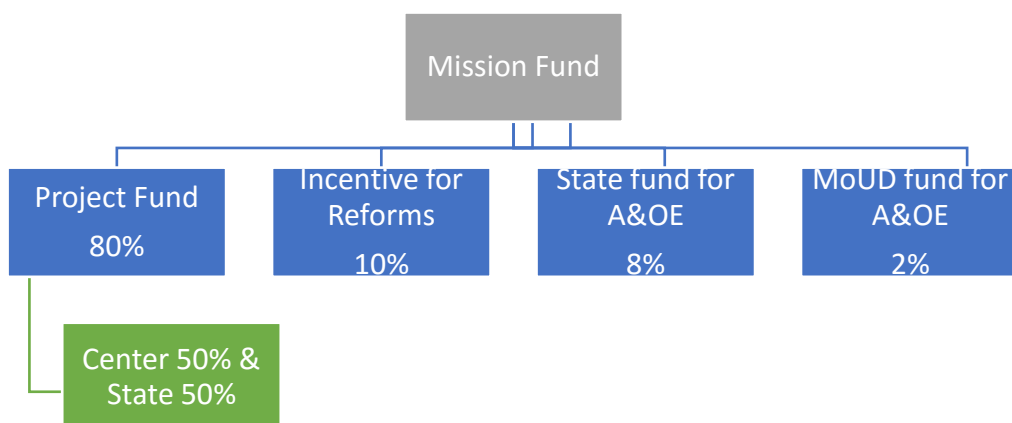 Mission Fund
Project Fund
80%
Incentive for
Reforms
10%
State fund for
A&OE
8%
MoUD fund for
A&OE
2%
Center 50% &
State 50%